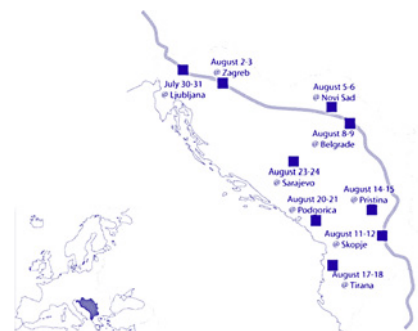 August 2-3
@ Zagreb
July 30-31
@ Ljubljana
August 5-6
@ Novi Sad
August 8-9
@ Belgrade
August 23-24
@ Sarajevo
August 14-15
@ Pristina
August 20-21
@ Podgorica
August 11-12
@ Skopje
August 17-18
@ Tirana